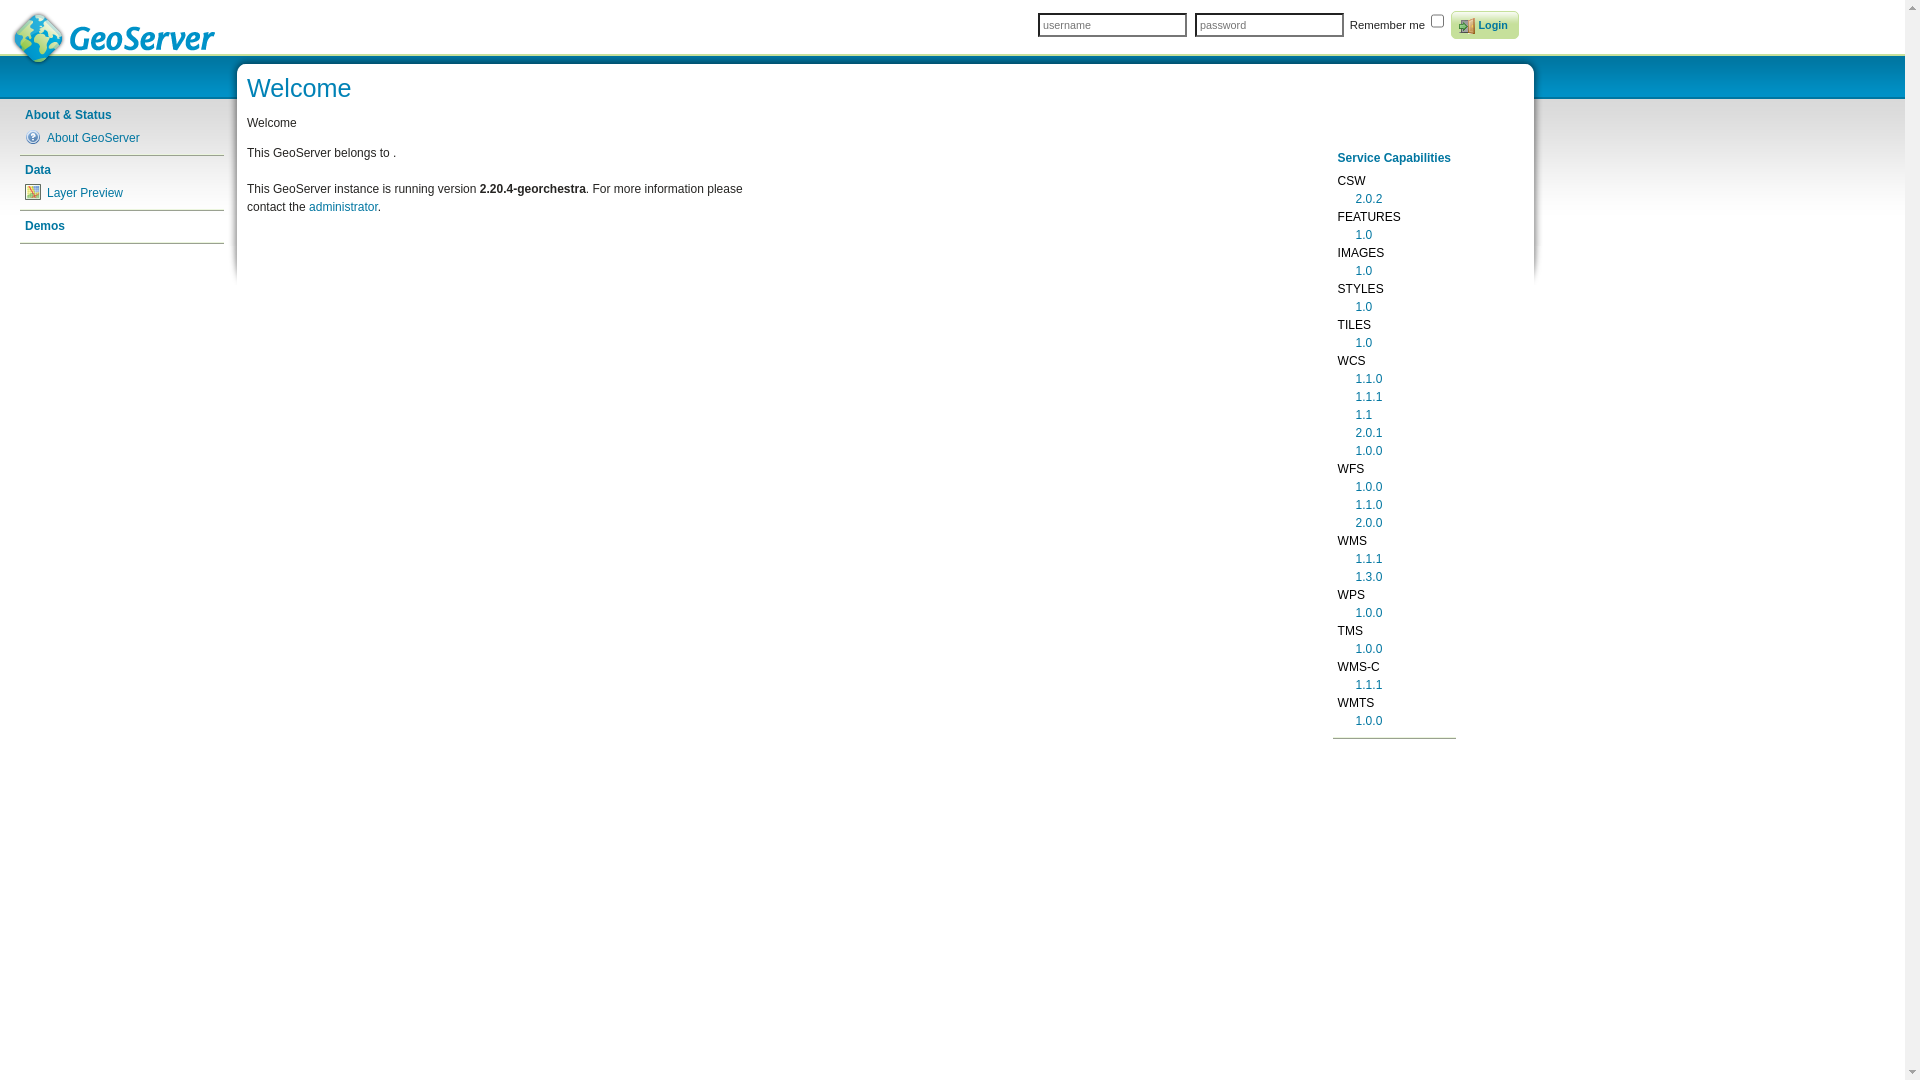 GeoServer
username
password
Remember me
Login
About & Status
About GeoServer
Data
Layer Preview
Demos
Welcome
Welcome
This GeoServer belongs to .
This GeoServer instance is running version 2.20.4-georchestra. For more information please
contact the administrator.
Service Capabilities
CSW
2.0.2
FEATURES
1.0
IMAGES
1.0
STYLES
1.0
TILES
1.0
WCS
1.1.0
1.1.1
1.1
2.0.1
1.0.0
WFS
1.0.0
1.1.0
2.0.0
WMS
1.1.1
1.3.0
WPS
1.0.0
TMS
1.0.0
WMS-C
1.1.1
WMTS
1.0.0